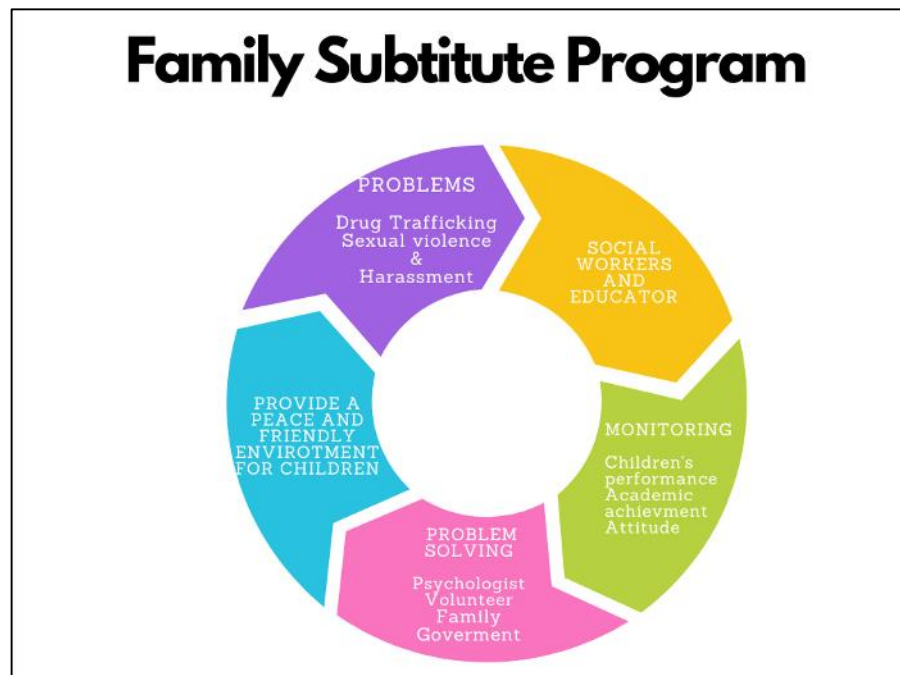 Family Subtitute Program
PROBLEMS
Drug Trafficking
Sexual violence
&
Harassment
SOCIAL
WORKERS
AND
EDUCATOR
MONITORING
Children's
performance
Academic
achievment
Attitude
PROBLEM
SOLVING
Psychologist
Volunteer
Family
Goverment
PROVIDE A
PEACE AND
FRIENDLY
ENVIROTMENT
FOR CHILDREN